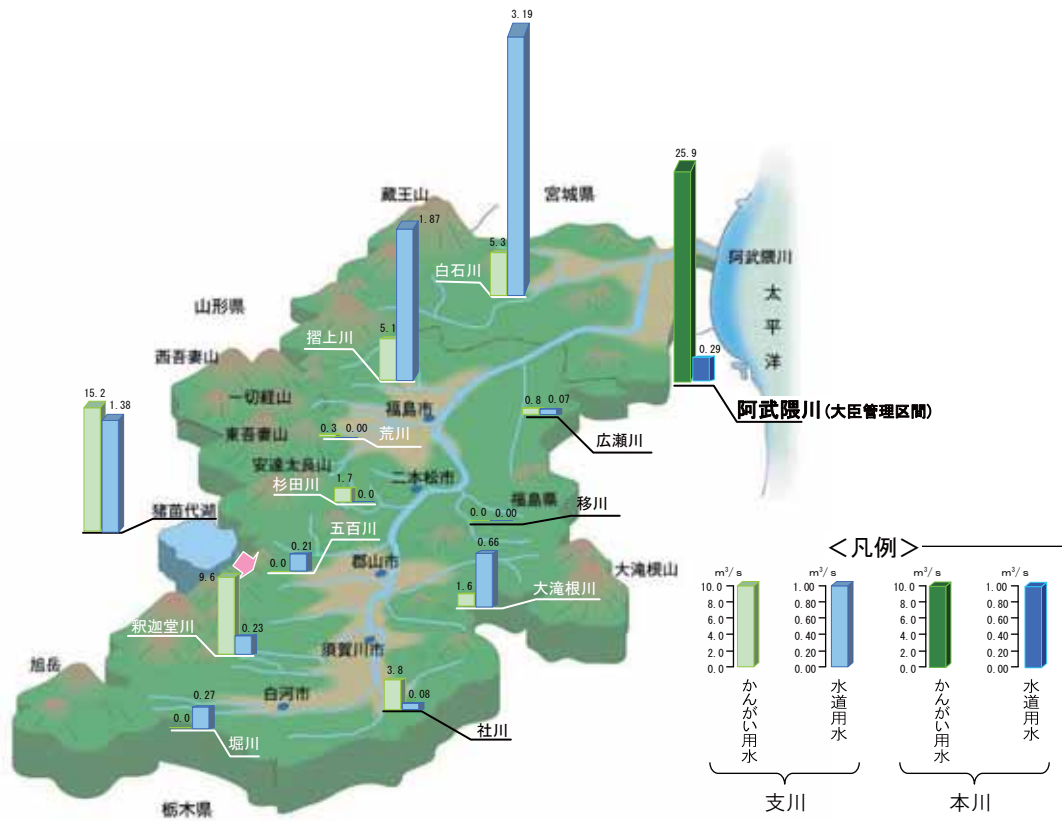 3.19
25.9
蔵王山
宮城県
1.87
5.3
白石川
阿武隈川
太平洋
山形県
5.1
摺上川
0.29
西吾妻山
15.2
1.38
一切経山
福島市
0.8
0.07
阿武隈川(大臣管理区間)
東吾妻山
0.3
0.00
荒川
広瀬川
安達太良山
1.7
0.0
杉田川
二本松市
福島県
猪苗代湖
0.0
0.00
移川
五百川
0.0
0.21
郡山市
0.66
1.6
大滝根川
大滝根山
9.6
0.23
釈迦堂川
須賀川市
旭岳
3.8
0.08
社川
白河市
0.0
0.27
堀川
栃木県
<凡例>
m³/s
10.0
8.0
6.0
4.0
2.0
0.0
かんがい用水
m³/s
1.00
0.80
0.60
0.40
0.20
0.00
水道用水
支川
m³/s
10.0
8.0
6.0
4.0
2.0
0.0
かんがい用水
m³/s
1.00
0.80
0.60
0.40
0.20
0.00
水道用水
本川